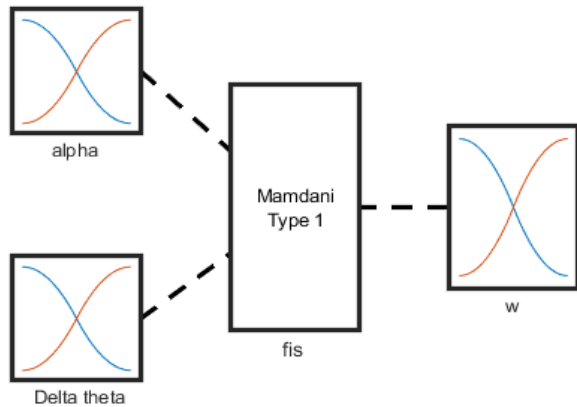 alpha
Mamdani
Type 1
fis
w
Delta theta